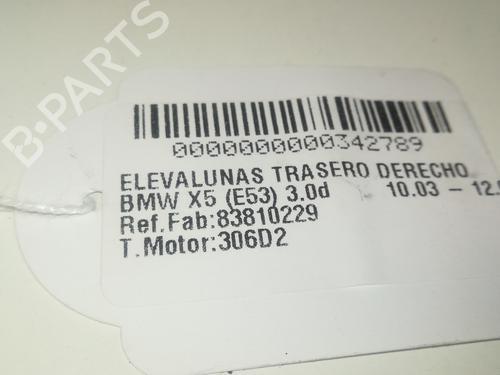 B-PARTS
0000000000342789
ELEVALUNAS TRASERO DERECHO
BMW X5 (E53) 3.0d 10.03 – 12.
Ref.Fab:83810229
T.Motor:306D2